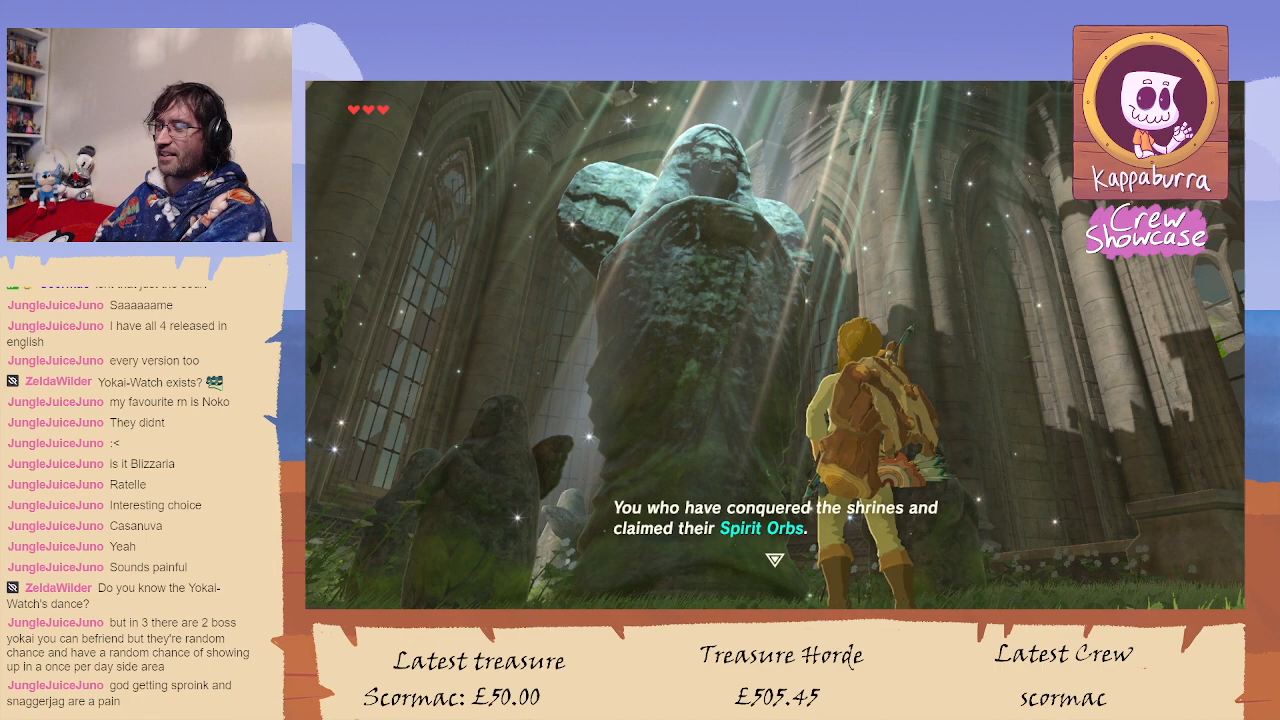 JungleJuiceJuno Saaaaaame
JungleJuiceJuno I have all 4 released in
english
JungleJuiceJuno every version too
ZeldaWilder Yokai-Watch exists?
JungleJuiceJuno my favourite rn is Noko
JungleJuiceJuno They didnt
JungleJuiceJuno :<
JungleJuiceJuno is it Blizzaria
JungleJuiceJuno Ratelle
JungleJuiceJuno Interesting choice
JungleJuiceJuno Casanuva
JungleJuiceJuno Yeah
JungleJuiceJuno Sounds painful
ZeldaWilder Do you know the Yokai-
Watch's dance?
JungleJuiceJuno but in 3 there are 2 boss
yokai you can befriend but they're random
chance and have a random chance of showing
up in a once per day side area
JungleJuiceJuno god getting sproink and
snaggerjag are a pain
You who have conquered the shrines and
claimed their Spirit Orbs.
Kappaburra
Crew
Showcase
Latest treasure
Scormac: £50.00
Treasure Horde
£505.45
Latest Crew
scormac